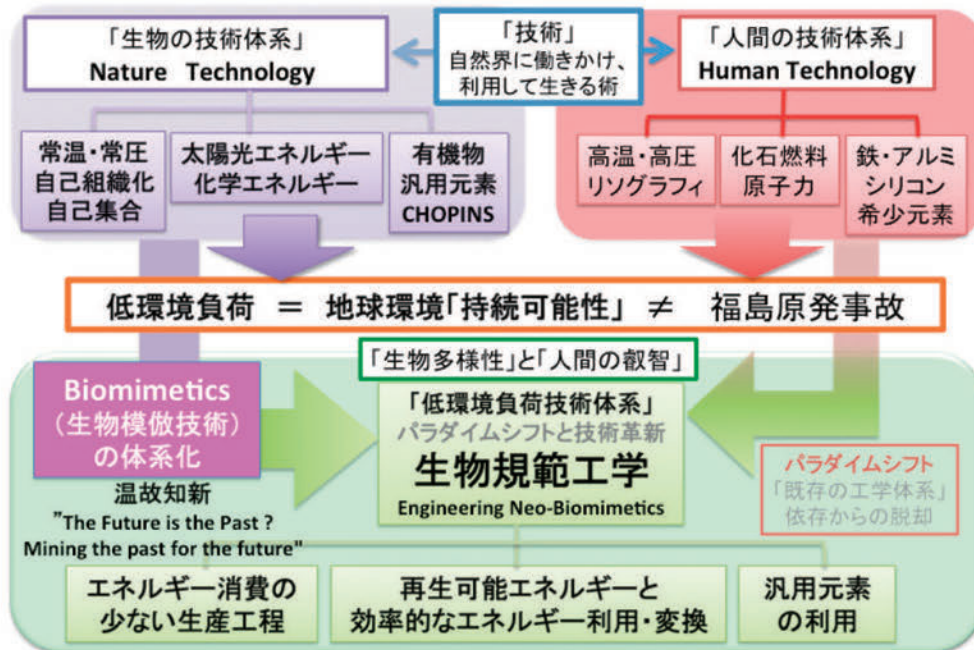 「生物の技術体系」
Nature Technology
「技術」
自然界に働きかけ、
利用して生きる術
「人間の技術体系」
Human Technology
常温・常圧
自己組織化
自己集合
太陽光エネルギー
化学エネルギー
有機物
汎用元素
CHOPINS
高温・高圧
リソグラフィ
化石燃料
原子力
鉄・アルミ
シリコン
希少元素
低環境負荷 = 地球環境「持続可能性」 ≠ 福島原発事故
「生物多様性」と「人間の叡智」
Biomimetics
（生物模倣技術）
の体系化
温故知新
"The Future is the Past ?
Mining the past for the future"
「低環境負荷技術体系」
パラダイムシフトと技術革新
生物規範工学
Engineering Neo-Biomimetics
パラダイムシフト
「既存の工学体系」
依存からの脱却
エネルギー消費の
少ない生産工程
再生可能エネルギーと
効率的なエネルギー利用・変換
汎用元素
の利用